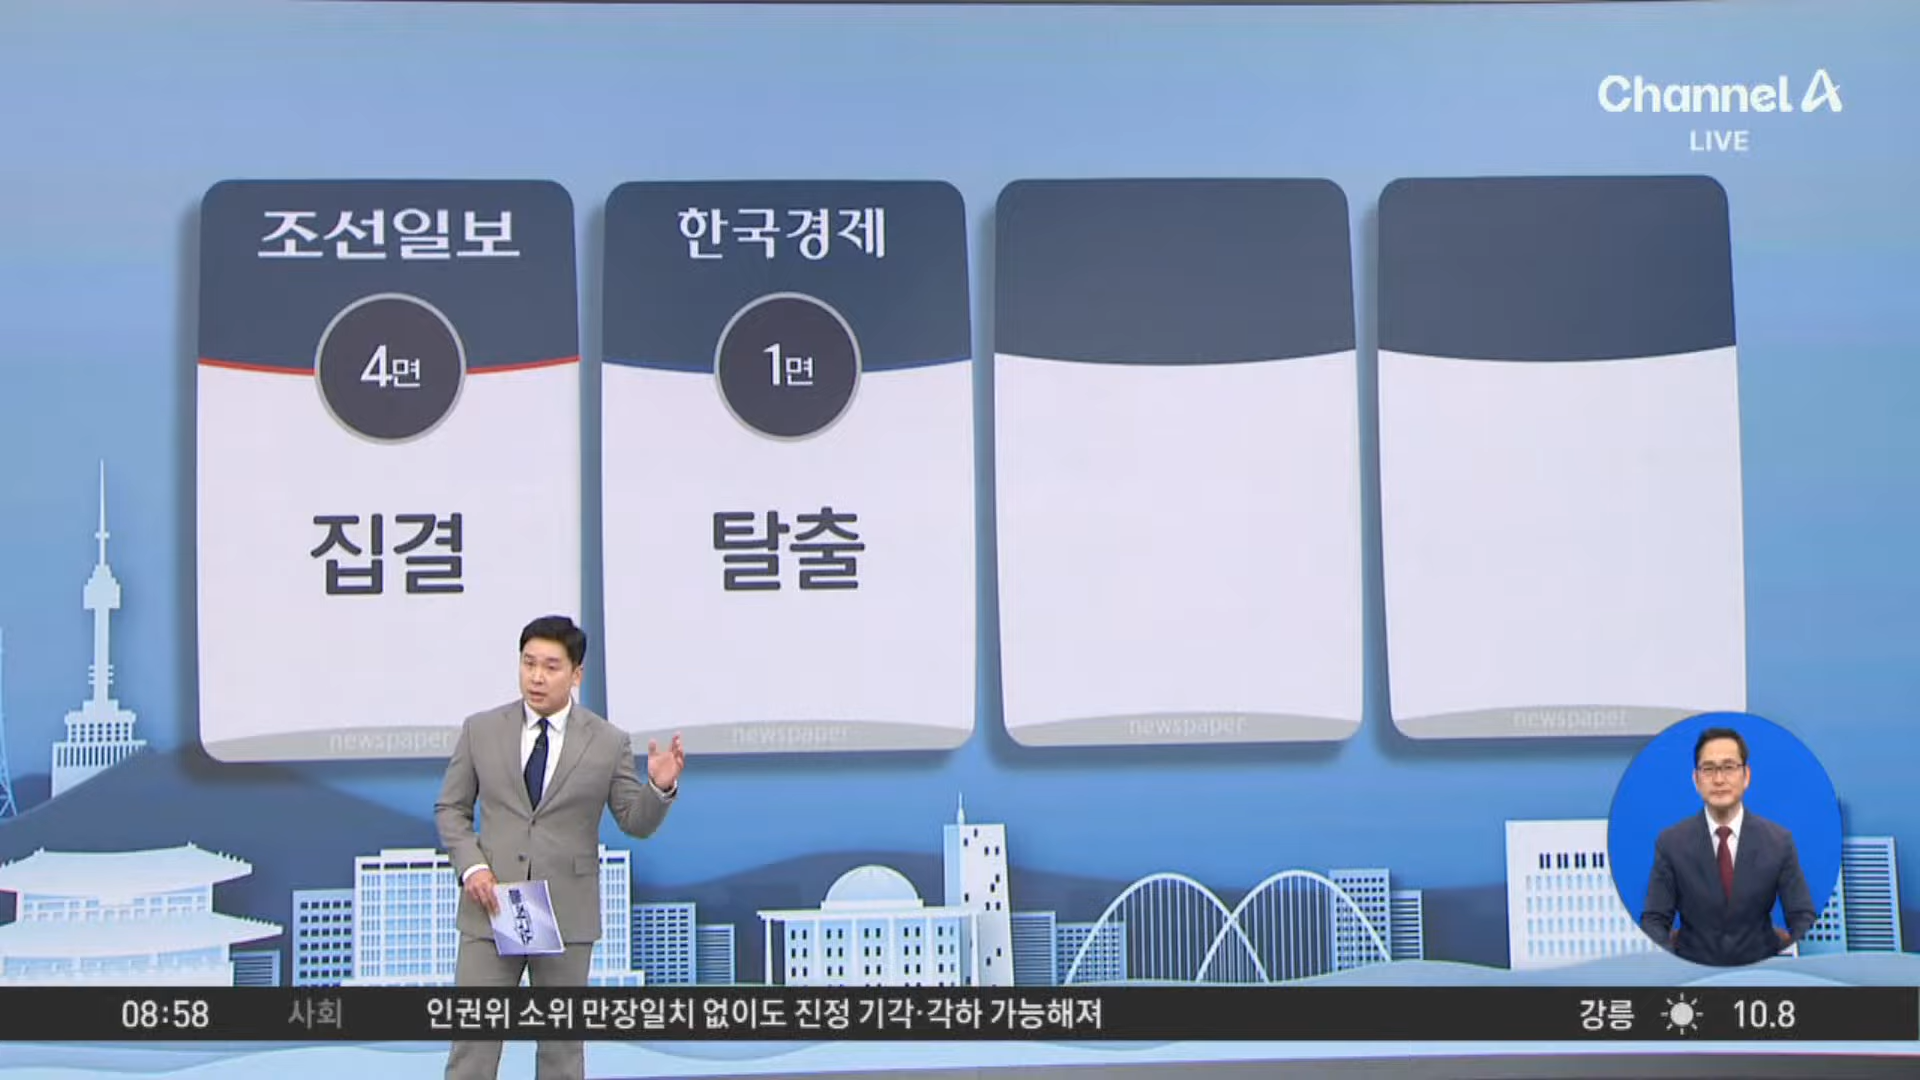 Channel A
LIVE
조선일보
4면
집결
newspaper
한국경제
1면
탈출
newspaper
newspaper
newspaper
08:58 사회 인권위 소위 만장일치 없이도 진정 기각·각하 가능해져 강릉 10.8